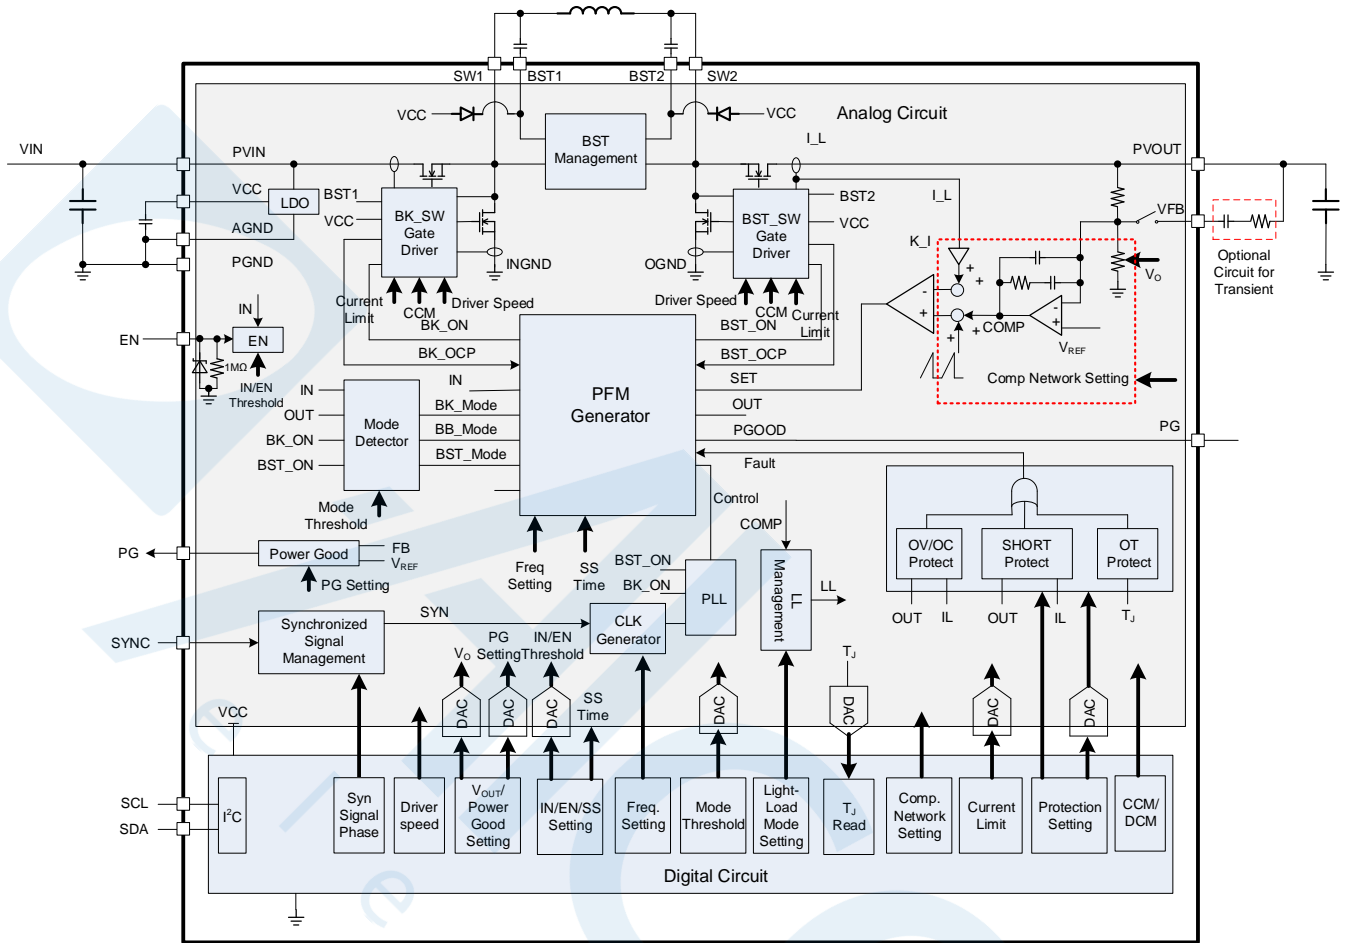 SW1
BST1
BST2
SW2
VCC
VCC
Analog Circuit
BST
Management
I_L
VIN
PVIN
PVOUT
VCC
LDO
BST1
BK_SW
Gate
Driver
VCC
BST_SW
Gate
Driver
BST2
VCC
I_L
VFB
AGND
PGND
INGND
OGND
K_I
+
+
Optional
Circuit for
Transient
VO
Current
Limit
CCM
Driver Speed
Driver Speed
CCM
Current
Limit
-
+
-
+
+
+
COMP
VREF
Comp Network Setting
IN
EN
EN
1MΩ
IN/EN
Threshold
BK_ON
BK_OCP
IN
BST_ON
BST_OCP
SET
PFM
Generator
IN
OUT
BK_ON
BST_ON
Mode
Detector
BK_Mode
BB_Mode
BST_Mode
OUT
PGOOD
PG
Fault
Mode
Threshold
Control
COMP
Freq
Setting
SS
Time
PG
Power Good
FB
VREF
PG Setting
BST_ON
BK_ON
PLL
LL
Management
LL
OV/OC
Protect
SHORT
Protect
OT
Protect
OUT
IL
OUT
IL
TJ
SYNC
Synchronized
Signal
Management
SYN
CLK
Generator
VO
PG
Setting
IN/EN
Threshold
TJ
SS
Time
DAC
DAC
DAC
DAC
DAC
DAC
DAC
VCC
SCL
SDA
I2C
Syn
Signal
Phase
Driver
speed
VOUT/
Power
Good
Setting
IN/EN/SS
Setting
Freq.
Setting
Mode
Threshold
Light-
Load
Mode
Setting
TJ
Read
Comp.
Network
Setting
Current
Limit
Protection
Setting
CCM/
DCM
Digital Circuit